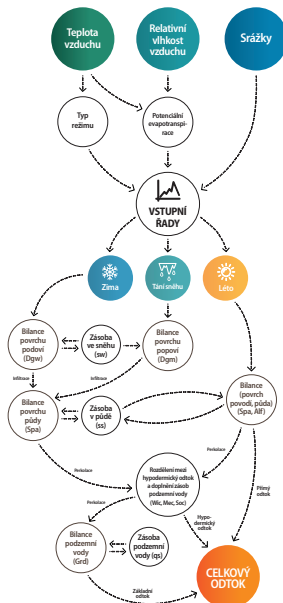 Teplota
vzduchu
Relativní
vlhkost
vzduchu
Srážky
Typ
režimu
Potenciální
evapotranspi-
race
VSTUPNÍ
ŘADY
Zima
Tání sněhu
Léto
Bilance
povrchu
podoví
(Dgw)
Zásoba
ve sněhu
(sw)
Bilance
povrchu
popoví
(Dgm)
Infiltrace
Infiltrace
Bilance
povrchu
půdy
(Spa)
Zásoba
v půdě
(ss)
Bilance
(povrch
povodí, půda)
(Spa, Alf)
Perkolace
Perkolace
Přímý
odtok
Rozdělení mezi
hypodermický odtok
a doplnění zásob
podzemní vody
(Wic, Mec, Soc)
Perkolace
Hypo-
dermický
odtok
Bilance
podzemní
vody
(Grd)
Zásoba
podzemní
vody (gs)
Základní
odtok
CELKOVÝ
ODTOK